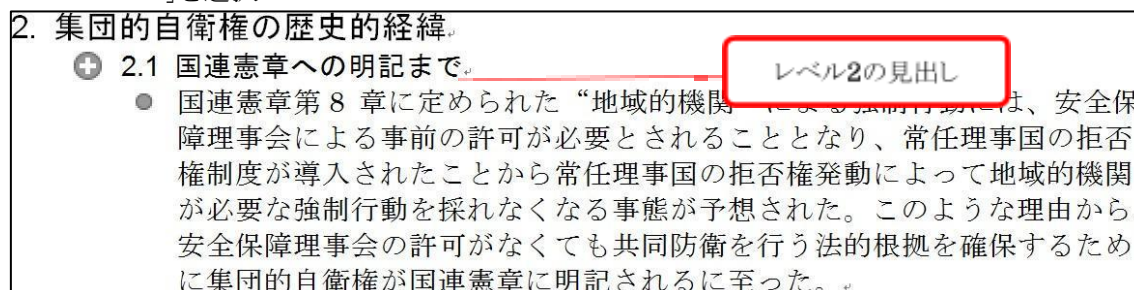 2. 集団的自衛権の歴史的経緯
2.1 国連憲章への明記まで
レベル2の見出し
国連憲章第 8 章に定められた“地域的機関 は、安全保
障理事会による事前の許可が必要とされることとなり、常任理事国の拒否
権制度が導入されたことから常任理事国の拒否権発動によって地域的機関
が必要な強制行動を採れなくなる事態が予想された。このような理由から
安全保障理事会の許可がなくても共同防衛を行う法的根拠を確保するため
に集団的自衛権が国連憲章に明記されるに至った。